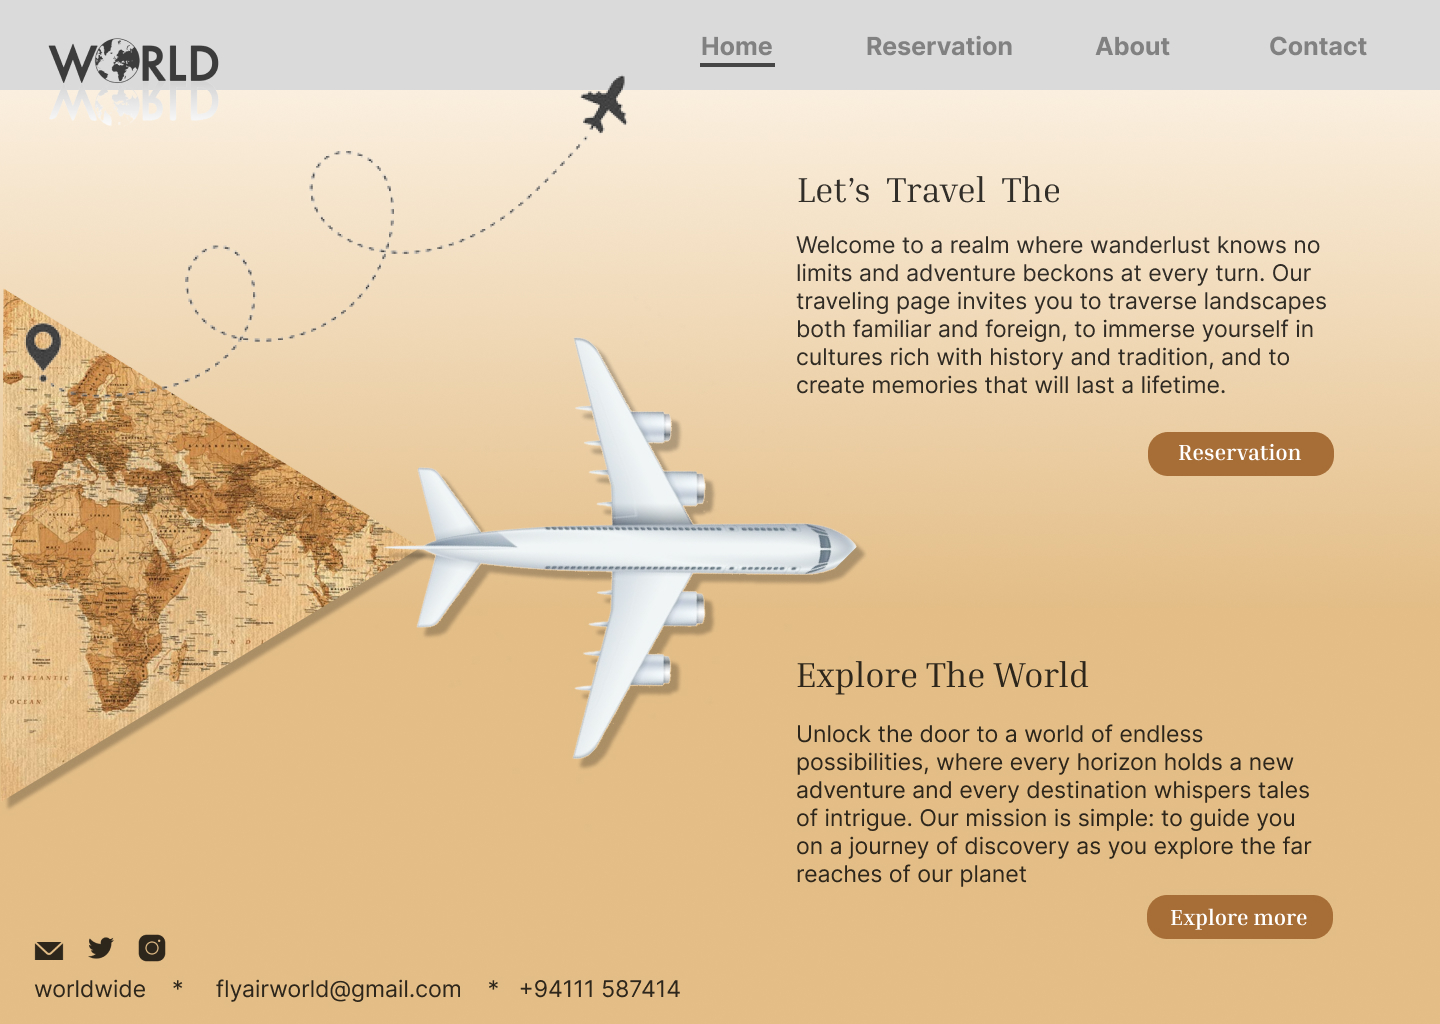 WORLD
Home Reservation About Contact
Let’s Travel The
Welcome to a realm where wanderlust knows no
limits and adventure beckons at every turn. Our
traveling page invites you to traverse landscapes
both familiar and foreign, to immerse yourself in
cultures rich with history and tradition, and to
create memories that will last a lifetime.
Reservation
Explore The World
Unlock the door to a world of endless
possibilities, where every horizon holds a new
adventure and every destination whispers tales
of intrigue. Our mission is simple: to guide you
on a journey of discovery as you explore the far
reaches of our planet
Explore more
TH ATLANTIC
OCEAN
INDIA
worldwide * flyairworld@gmail.com * +94111 587414